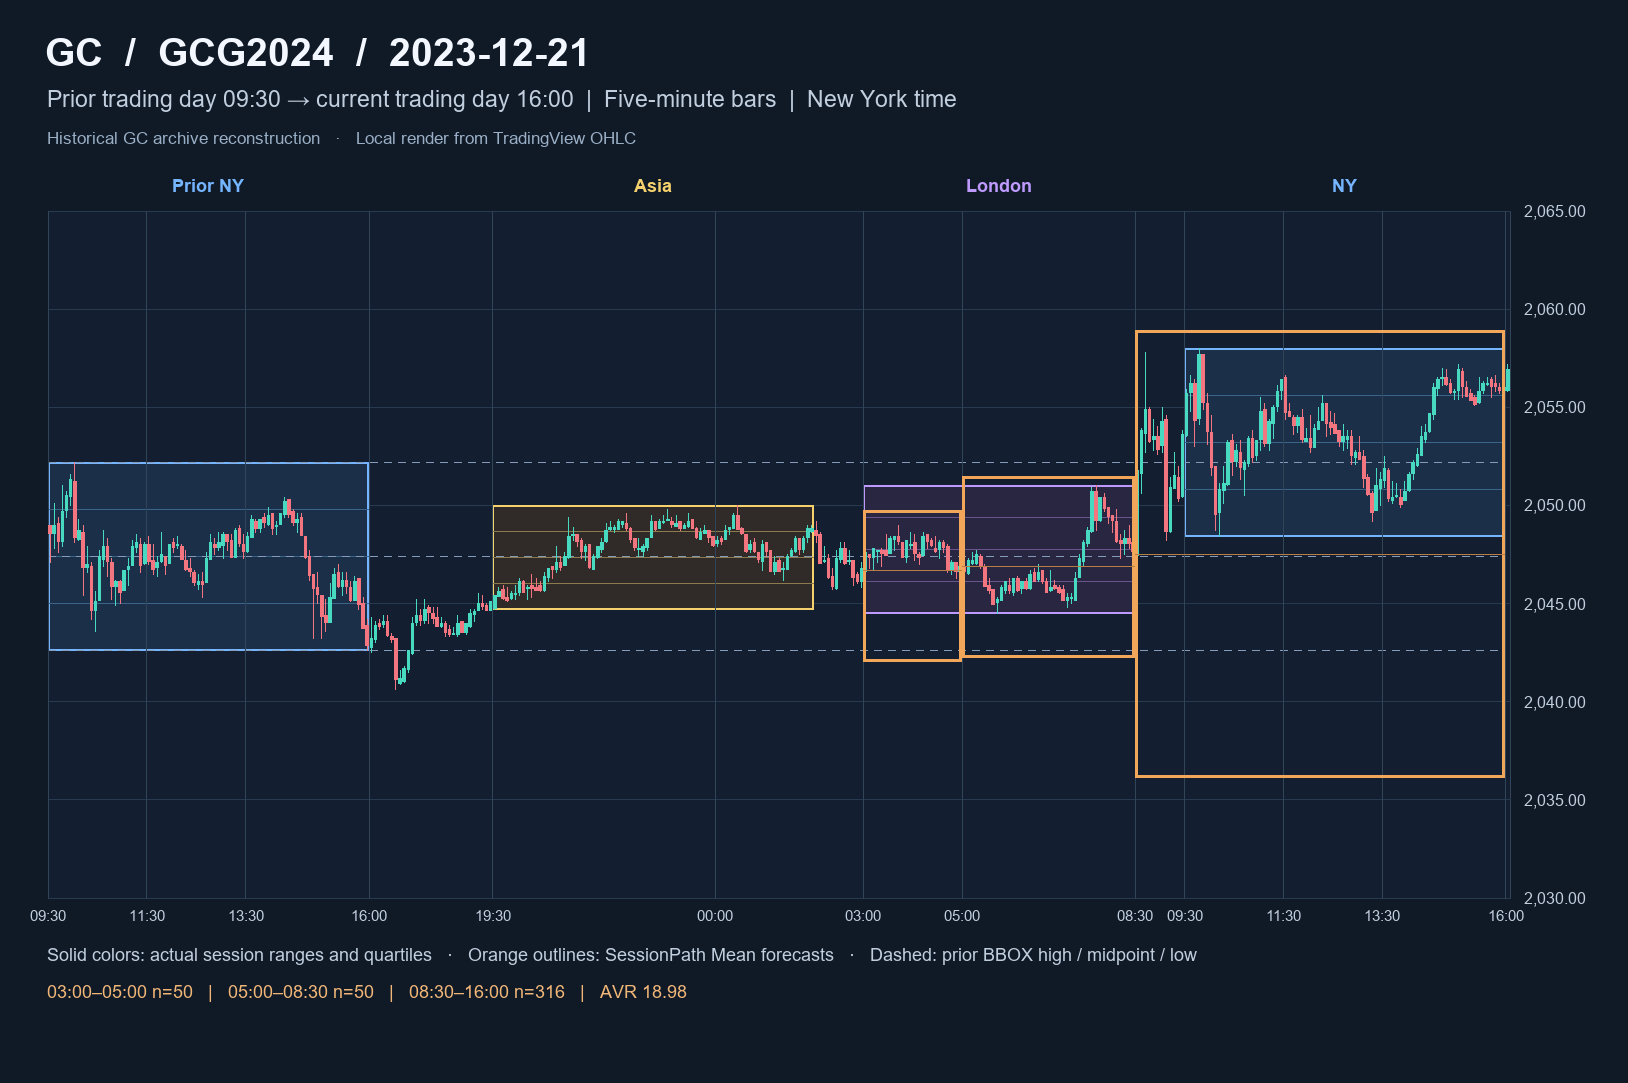 GC / GCG2024 / 2023-12-21
Prior trading day 09:30 → current trading day 16:00 | Five-minute bars | New York time
Historical GC archive reconstruction · Local render from TradingView OHLC
Prior NY Asia London NY
2,065.00
2,060.00
2,055.00
2,050.00
2,045.00
2,040.00
2,035.00
2,030.00
09:30 11:30 13:30 16:00 19:30 00:00 03:00 05:00 08:30 09:30 11:30 13:30 16:00
Solid colors: actual session ranges and quartiles · Orange outlines: SessionPath Mean forecasts · Dashed: prior BBOX high / midpoint / low
03:00–05:00 n=50 | 05:00–08:30 n=50 | 08:30–16:00 n=316 | AVR 18.98